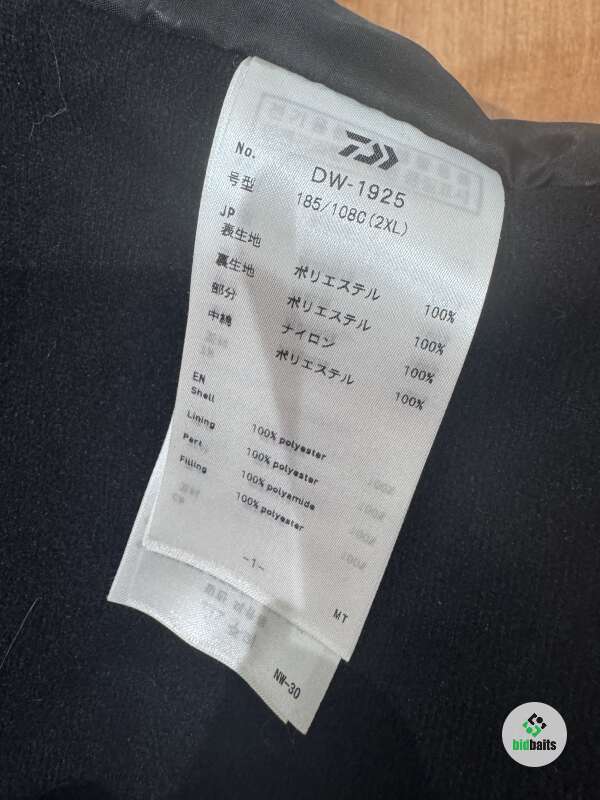 No. DW-1925
号型 185/108C(2XL)
JP
表生地 ポリエステル 100%
裏生地 ポリエステル 100%
部分 ナイロン 100%
中綿 ポリエステル 100%
EN
Shell 100% polyester
Lining 100% polyester
Part. 100% polyamide
Filling 100% polyester
-1-
MT
NW-30
bidbaits